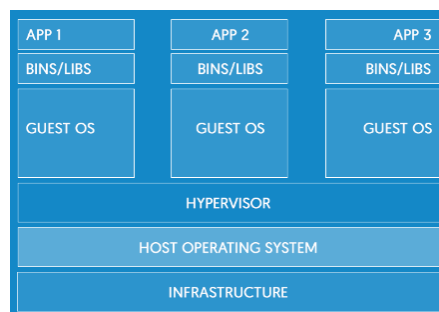 APP 1
APP 2
APP 3
BINS/LIBS
BINS/LIBS
BINS/LIBS
GUEST OS
GUEST OS
GUEST OS
HYPERVISOR
HOST OPERATING SYSTEM
INFRASTRUCTURE